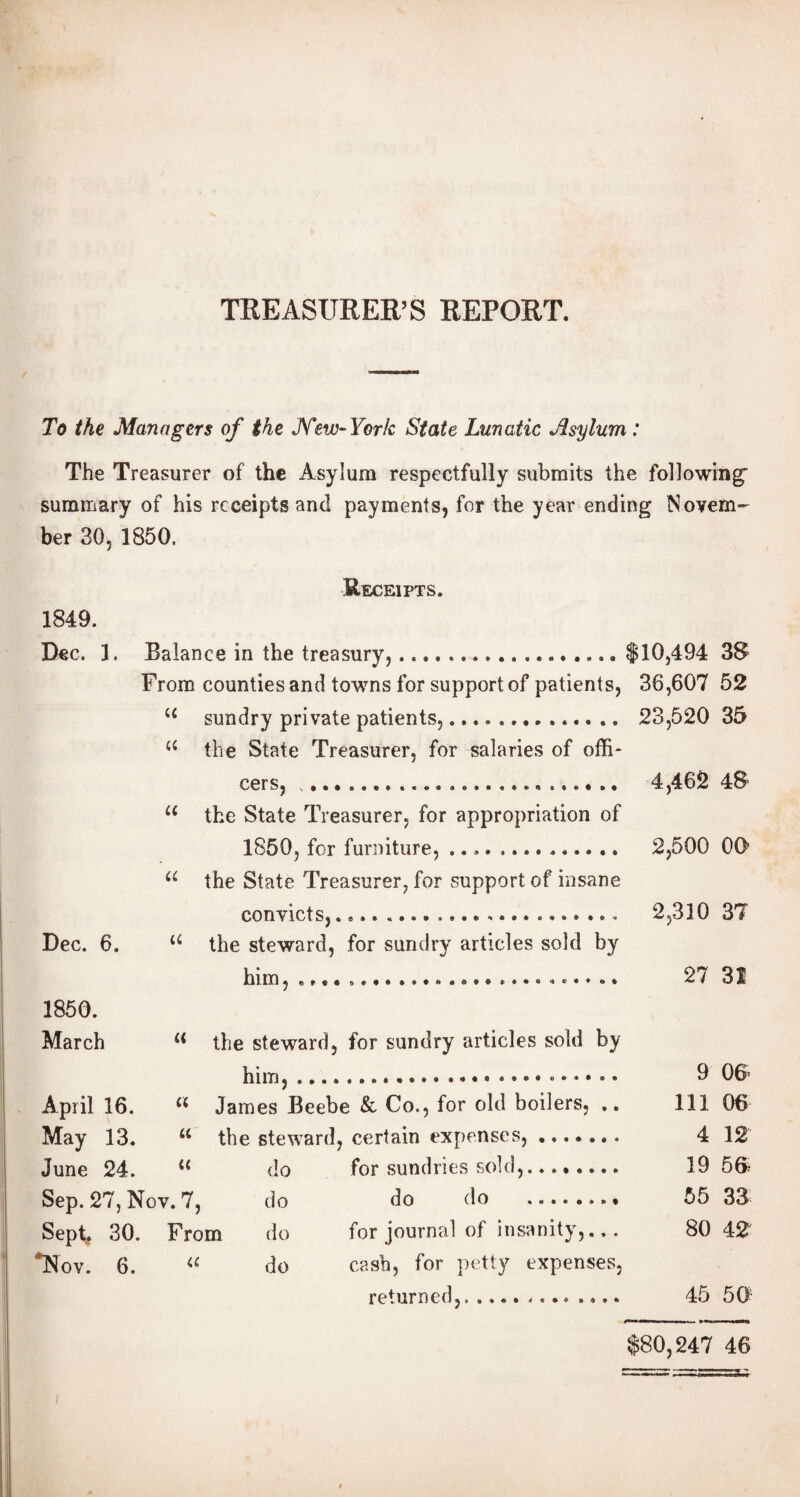 TREASURER'S REPORT.
To the Managers of the New-York State Lunatic Asylum:
The Treasurer of the Asylum respectfully submits the following
summary of his receipts and payments, for the year ending Novem-
ber 30, 1850.
Receipts.
1849.
Dec. 1. Balance in the treasury,.................... $10,494 38
From counties and towns for support of patients, 36,607 52
" sundry private patients,............... 23,520 35
" the State Treasurer, for salaries of offi-
cers, ........................... 4,462 48
" the State Treasurer, for appropriation of
1850, for furniture, ............... 2,500 00
" the State Treasurer, for support of insane
convicts,......................... 2,310 37
Dec. 6. " the steward, for sundry articles sold by
him, .......................... 27 31
1850.
March " the steward, for sundry articles sold by
him, .......................... 9 06
April 16. " James Beebe & Co., for old boilers, .. 111 06
May 13. " the steward, certain expenses, ....... 4 12
June 24. " do for sundries sold,........ 19 56
Sep. 27, Nov. 7, do do do ........ 55 33
Sept. 30. From do for journal of insanity,... 80 42
Nov. 6. " do cash, for petty expenses,
returned,............. 45 50
$80,247 46